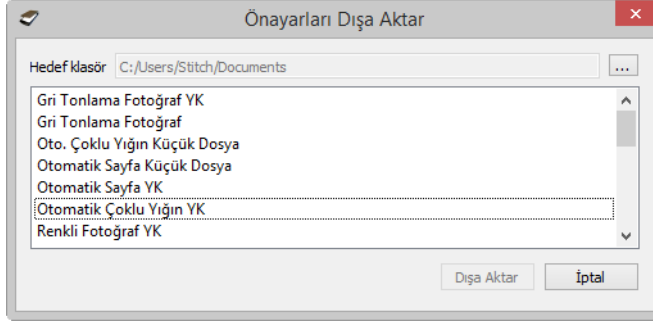 Önayarları Dışa Aktar
Hedef klasör C:/Users/Stitch/Documents ...
Gri Tonlama Fotoğraf YK
Gri Tonlama Fotoğraf
Oto. Çoklu Yığın Küçük Dosya
Otomatik Sayfa Küçük Dosya
Otomatik Sayfa YK
Otomatik Çoklu Yığın YK
Renkli Fotoğraf YK
Dışa Aktar İptal